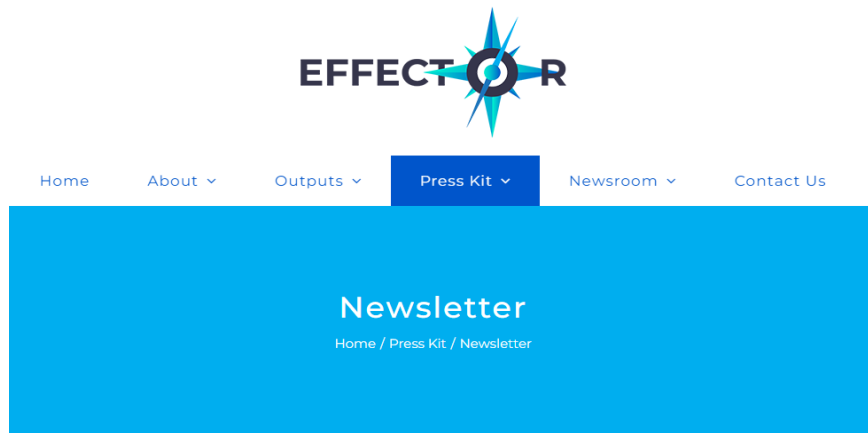 EFFECTOR
Home About Outputs Press Kit Newsroom Contact Us
Newsletter
Home / Press Kit / Newsletter